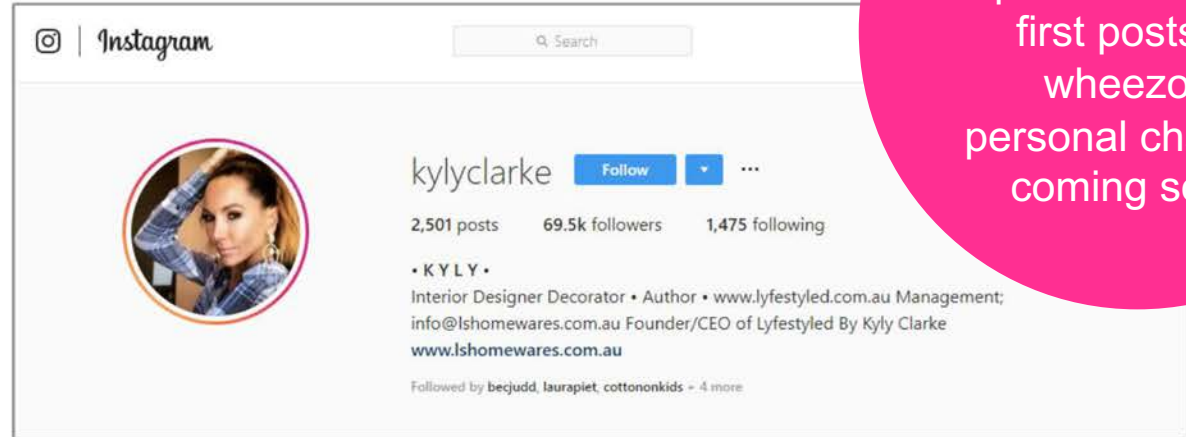 Instagram
Search
first posts
wheezo
personal ch
coming s
kylyclarke Follow
2,501 posts 69.5k followers 1,475 following
• K Y L Y •
Interior Designer Decorator • Author • www.lyfestyled.com.au Management;
info@lshomewares.com.au Founder/CEO of Lyfestyled By Kyly Clarke
www.lshomewares.com.au
Followed by becjudd, laurapiet, cottononkids + 4 more